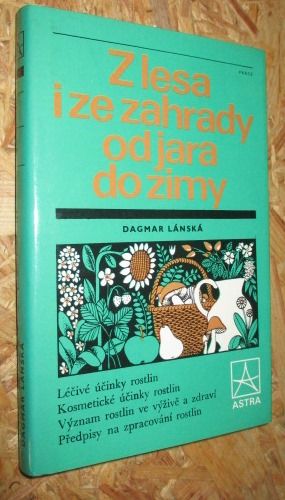 PRÁCE
Z lesa
i ze zahrady
od jara
do zimy
DAGMAR LÁNSKÁ
Léčivé účinky rostlin
Kosmetické účinky rostlin
Význam rostlin ve výživě a zdraví
Předpisy na zpracování rostlin
ASTRA
DAGMAR LÁNSKÁ